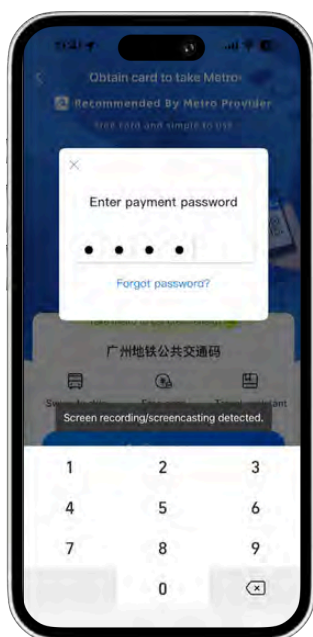 Obtain card to take Metro
Recommended By Metro Provider
Free card and simple to use
Enter payment password
Forgot password?
广州地铁公共交通码
Screen recording/screencasting detected.
1 2 3
4 5 6
7 8 9
0